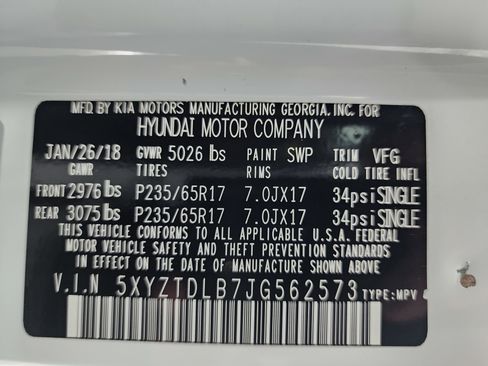 MFD. BY KIA MOTORS MANUFACTURING GEORGIA, INC. FOR
HYUNDAI MOTOR COMPANY
JAN/26/18 GVWR 5026 lbs PAINT SWP TRIM VFG
GAWR TIRES RIMS COLD TIRE INFL
FRONT 2976 lbs P235/65R17 7.0JX17 34psi SINGLE
REAR 3075 lbs P235/65R17 7.0JX17 34psi SINGLE
THIS VEHICLE CONFORMS TO ALL APPLICABLE U.S.A. FEDERAL
MOTOR VEHICLE SAFETY AND THEFT PREVENTION STANDARDS
IN EFFECT ON THE DATE OF MANUFACTURE SHOWN ABOVE.
V.I.N 5XYZTDLB7JG562573 TYPE:MPV